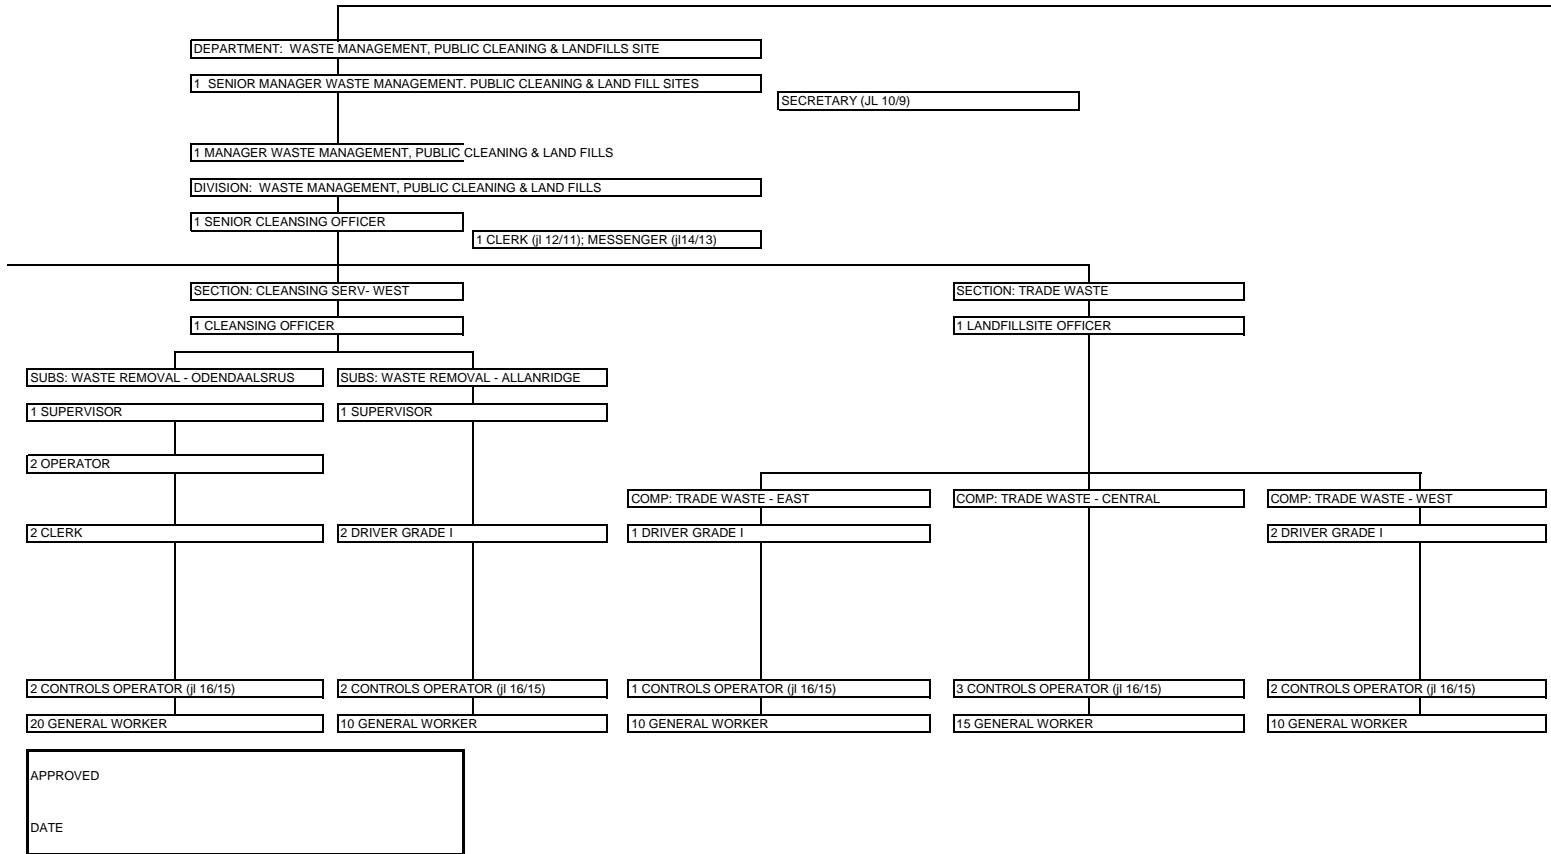 DEPARTMENT:  WASTE MANAGEMENT, PUBLIC CLEANING & LANDFILLS SITE
1  SENIOR MANAGER WASTE MANAGEMENT. PUBLIC CLEANING & LAND FILL SITES
SECRETARY (JL 10/9)
1 MANAGER WASTE MANAGEMENT, PUBLIC CLEANING & LAND FILLS
DIVISION:  WASTE MANAGEMENT, PUBLIC CLEANING & LAND FILLS
1 SENIOR CLEANSING OFFICER
1 CLERK (jl 12/11); MESSENGER (jl14/13)
SECTION: CLEANSING SERV- WEST
SECTION: TRADE WASTE
1 CLEANSING OFFICER
1 LANDFILLSITE OFFICER
SUBS: WASTE REMOVAL - ODENDAALSRUS
SUBS: WASTE REMOVAL - ALLANRIDGE
1 SUPERVISOR
1 SUPERVISOR
2 OPERATOR
COMP: TRADE WASTE - EAST
COMP: TRADE WASTE - CENTRAL
COMP: TRADE WASTE - WEST
2 CLERK
2 DRIVER GRADE I
1 DRIVER GRADE I
2 DRIVER GRADE I
2 CONTROLS OPERATOR (jl 16/15)
2 CONTROLS OPERATOR (jl 16/15)
1 CONTROLS OPERATOR (jl 16/15)
3 CONTROLS OPERATOR (jl 16/15)
2 CONTROLS OPERATOR (jl 16/15)
20 GENERAL WORKER
10 GENERAL WORKER
10 GENERAL WORKER
15 GENERAL WORKER
10 GENERAL WORKER
APPROVED
DATE